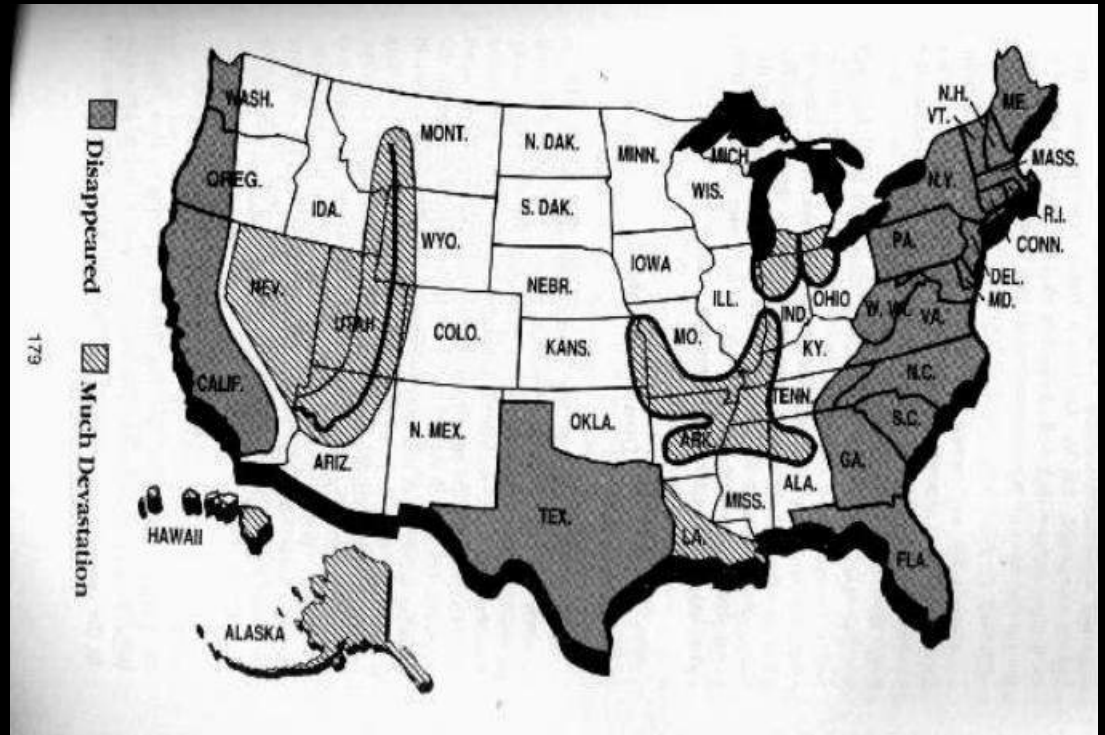 WASH.
MONT.
N. DAK.
MINN.
MICH.
N.H.
VT.
ME.
MASS.
OREG.
IDA.
S. DAK.
WIS.
N.Y.
R.I.
WYO.
IOWA
PA.
CONN.
NEV.
NEBR.
ILL.
IND.
OHIO
DEL.
MD.
UTAH
COLO.
KANS.
MO.
KY.
W. VA.
VA.
CALIF.
N. MEX.
OKLA.
ARK.
TENN.
N.C.
S.C.
ARIZ.
TEX.
LA.
MISS.
ALA.
GA.
FLA.
HAWAII
ALASKA
Disappeared
Much Devastation
179